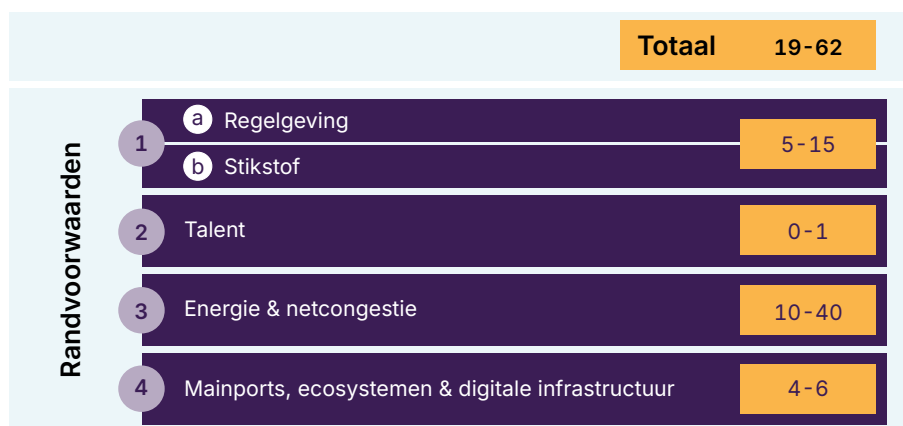 Totaal 19-62
Randvoorwaarden
1
a Regelgeving
b Stikstof
5-15
2 Talent 0-1
3 Energie & netcongestie 10-40
4 Mainports, ecosystemen & digitale infrastructuur 4-6